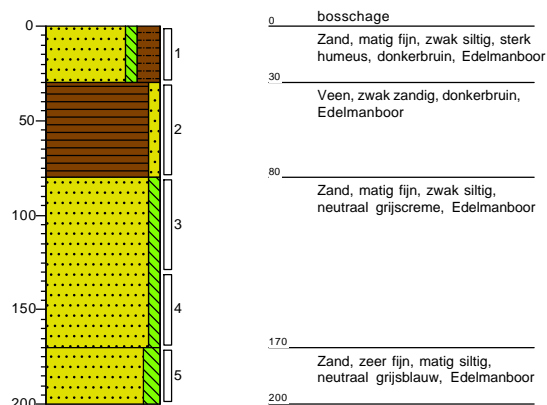 bosschage
0
0
Zand, matig fijn, zwak siltig, sterk
humeus, donkerbruin, Edelmanboor
1
30
Veen, zwak zandig, donkerbruin,
Edelmanboor
50
2
80
Zand, matig fijn, zwak siltig,
neutraal grijscreme, Edelmanboor
3
100
4
150
170
Zand, zeer fijn, matig siltig,
neutraal grijsblauw, Edelmanboor
5
200
200